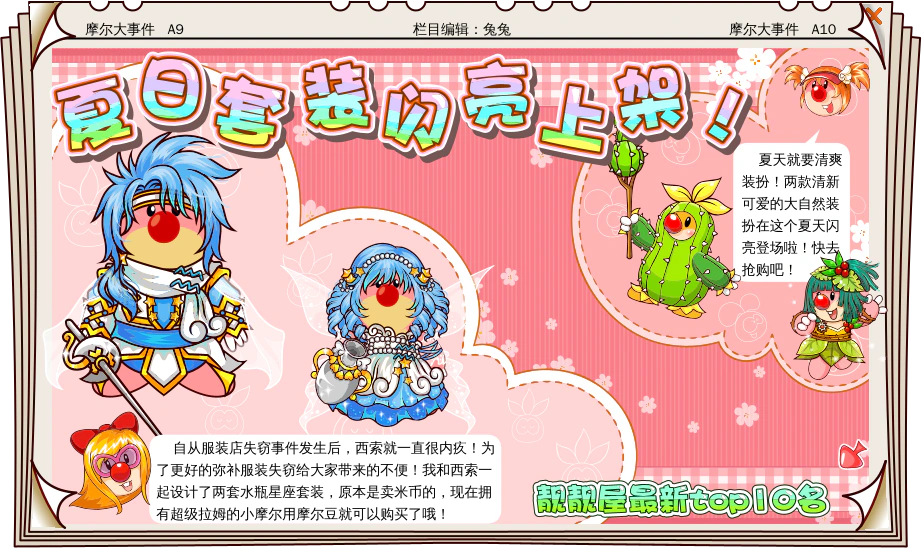 摩尔大事件 A9
栏目编辑：兔兔
摩尔大事件 A10
夏日套装闪亮上架！
夏天就要清爽
装扮！两款清新
可爱的大自然装
扮在这个夏天闪
亮登场啦！快去
抢购吧！
自从服装店失窃事件发生后，西索就一直很内疚！为
了更好的弥补服装失窃给大家带来的不便！我和西索一
起设计了两套水瓶星座套装，原本是卖米币的，现在拥
有超级拉姆的小摩尔用摩尔豆就可以购买了哦！
靓靓屋最新top10名